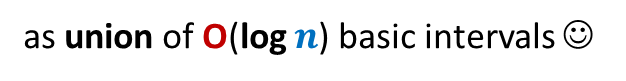 as union of O(log n) basic intervals ☺